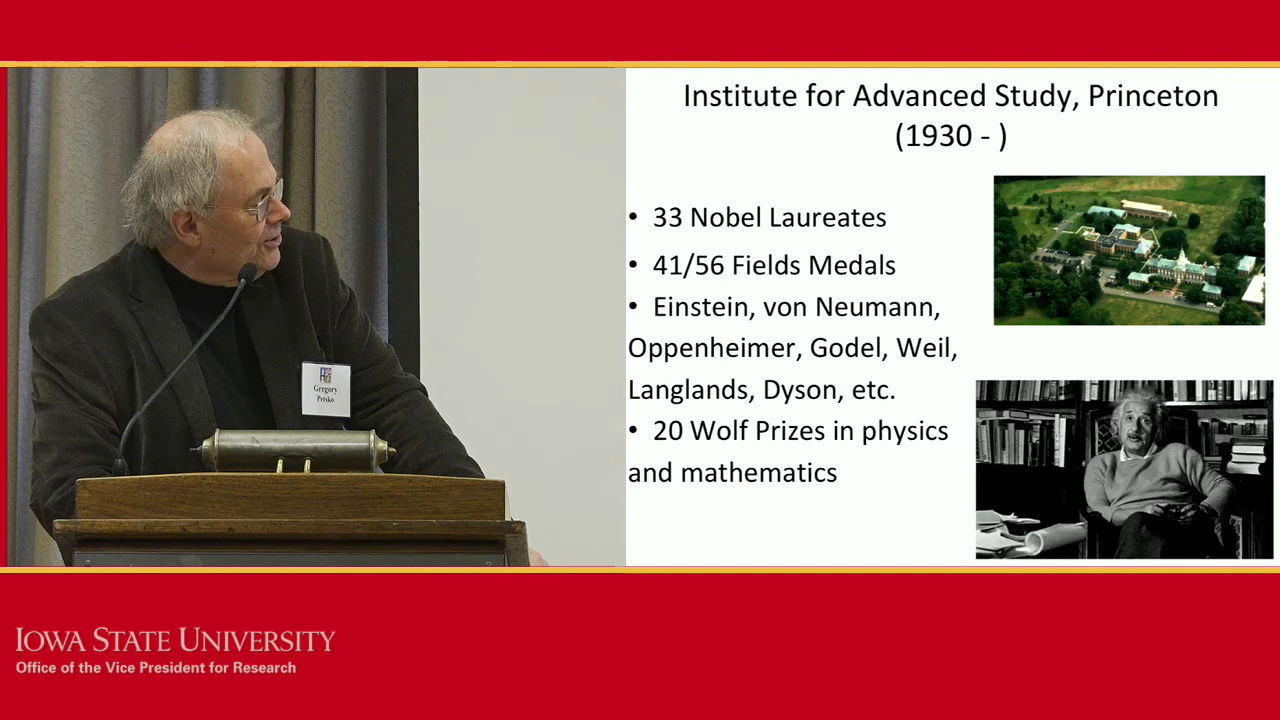 Gregory
Petsko
Institute for Advanced Study, Princeton
(1930 - )
• 33 Nobel Laureates
• 41/56 Fields Medals
• Einstein, von Neumann,
Oppenheimer, Godel, Weil,
Langlands, Dyson, etc.
• 20 Wolf Prizes in physics
and mathematics
IOWA STATE UNIVERSITY
Office of the Vice President for Research